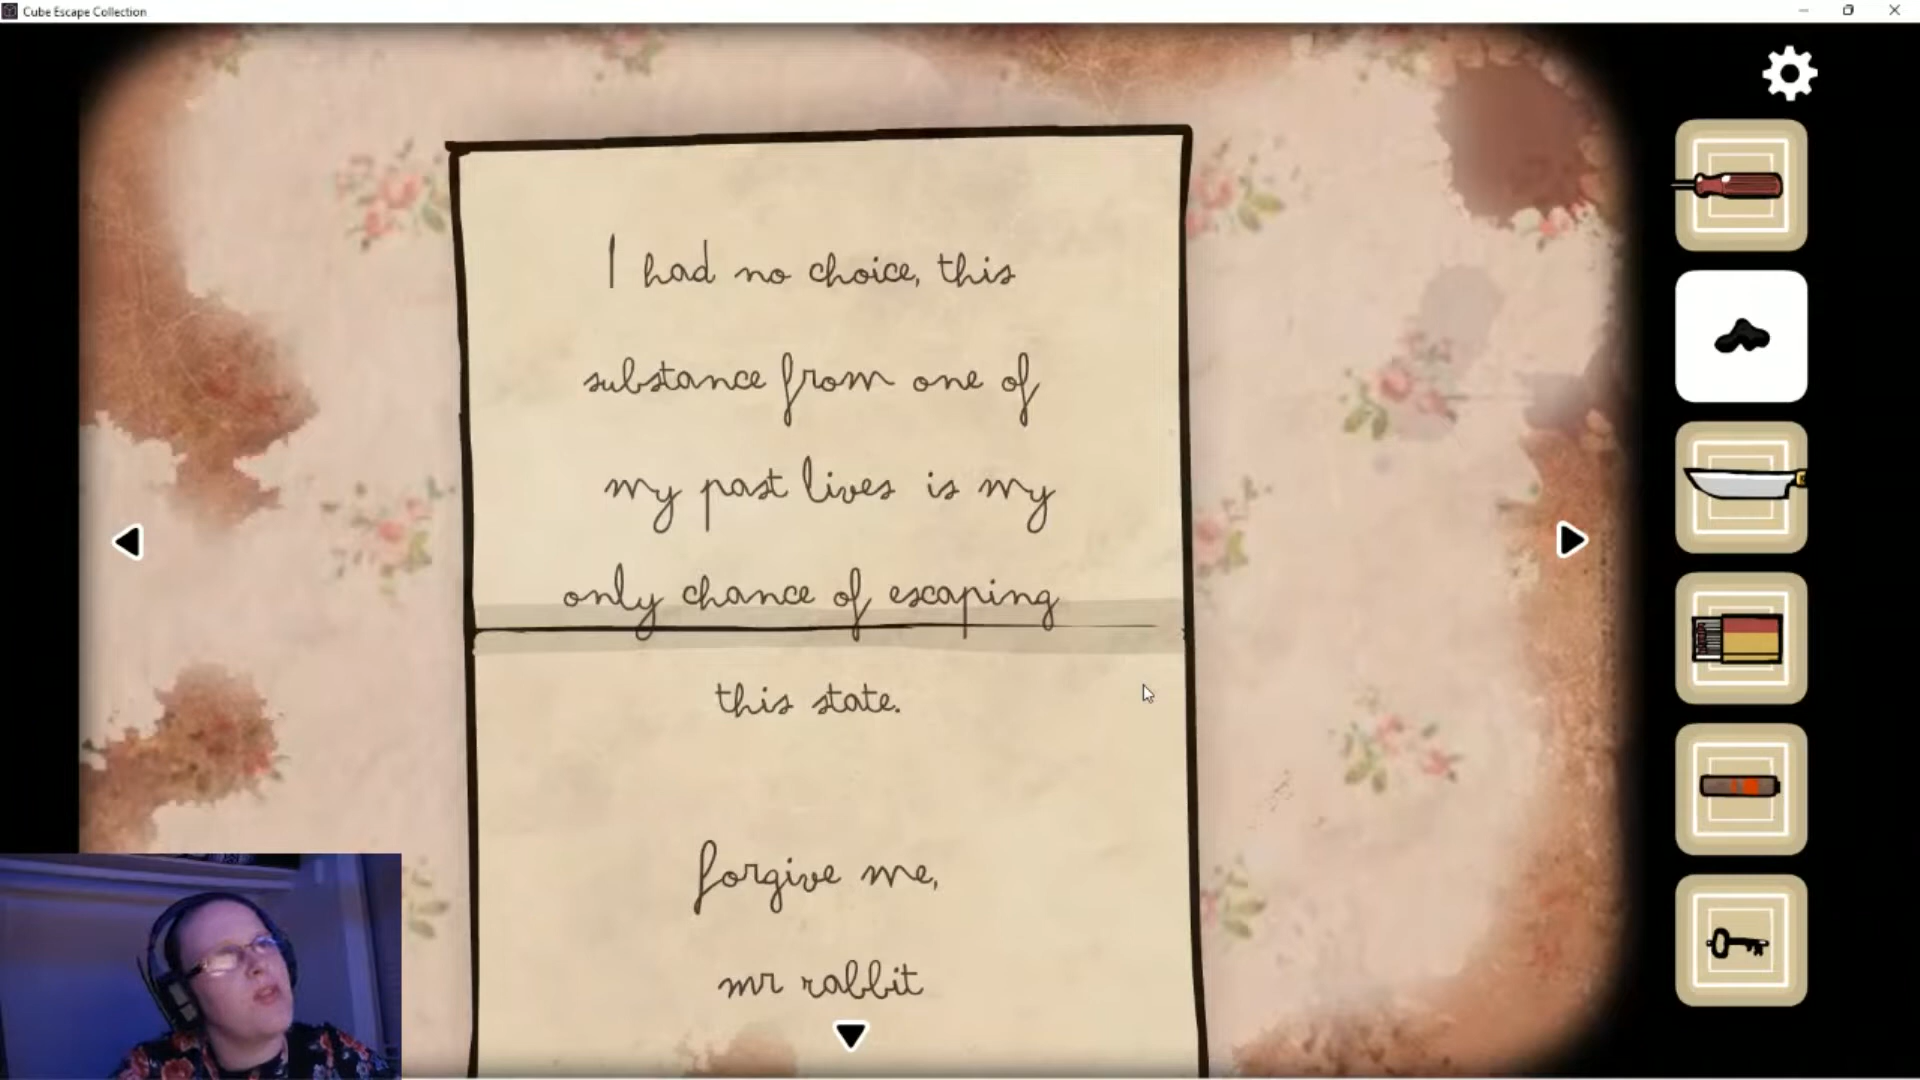 Cube Escape Collection
I had no choice, this
substance from one of
my past lives is my
only chance of escaping
this state.
forgive me,
mr rabbit